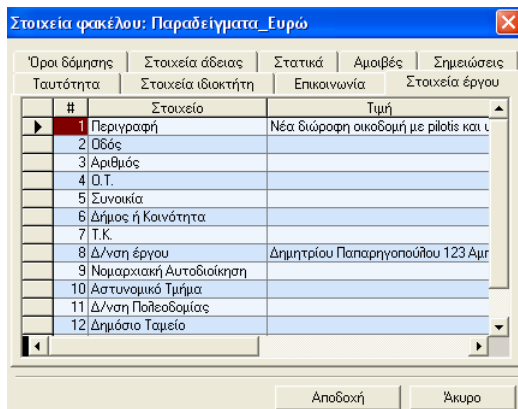 Στοιχεία φακέλου: Παραδείγματα_Ευρώ
Όροι δόμησης Στοιχεία άδειας Στατικά Αμοιβές Σημειώσεις
Ταυτότητα Στοιχεία ιδιοκτήτη Επικοινωνία Στοιχεία έργου
# Στοιχείο Τιμή
1 Περιγραφή Νέα διώροφη οικοδομή με pilotis και
2 Οδός
3 Αριθμός
4 Ο.Τ.
5 Συνοικία
6 Δήμος ή Κοινότητα
7 Τ.Κ.
8 Δ/νση έργου Δημητρίου Παπαρηγοπούλου 123
9 Νομαρχιακή Αυτοδιοίκηση
10 Αστυνομικό Τμήμα
11 Δ/νση Πολεοδομίας
12 Δημόσιο Ταμείο
Αποδοχή Άκυρο